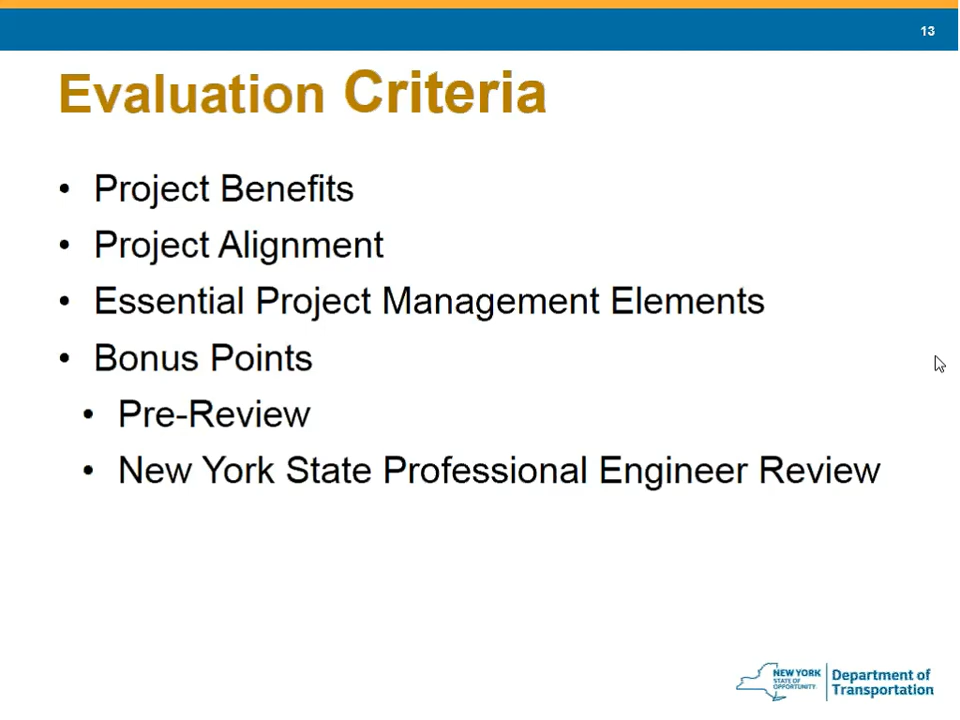 13
Evaluation Criteria
• Project Benefits
• Project Alignment
• Essential Project Management Elements
• Bonus Points
• Pre-Review
• New York State Professional Engineer Review
NEW YORK
STATE OF
OPPORTUNITY.
Department of
Transportation